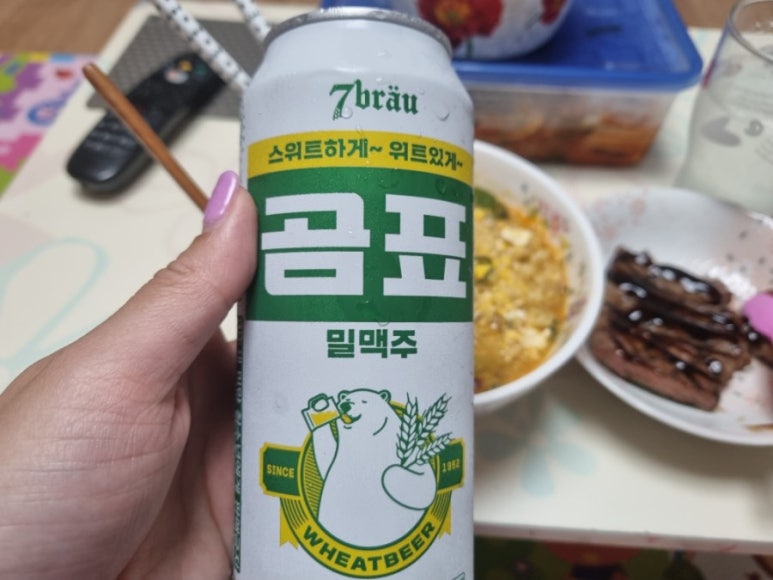 7bräu
스위트하게~ 위트있게~
곰표
밀맥주
SINCE 1952
WHEATBEER